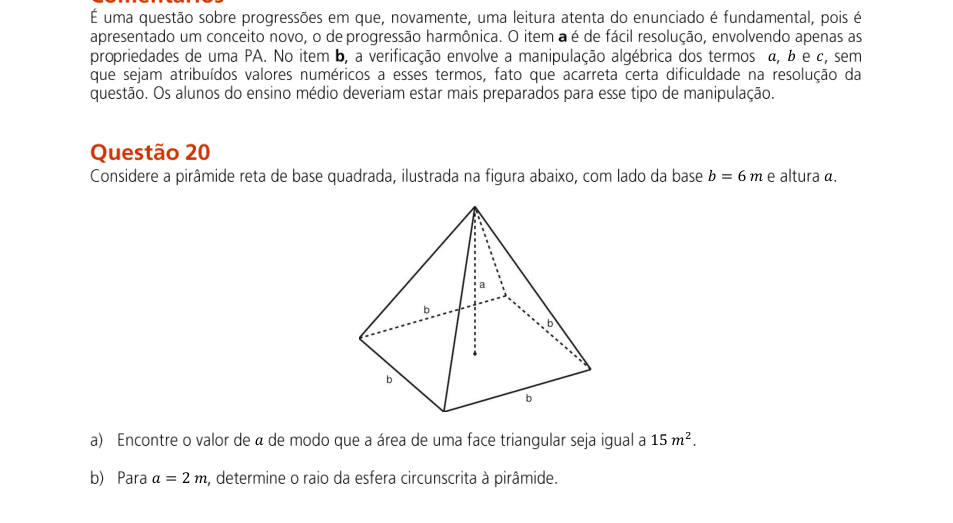 Comentários
É uma questão sobre progressões em que, novamente, uma leitura atenta do enunciado é fundamental, pois é
apresentado um conceito novo, o de progressão harmônica. O item a é de fácil resolução, envolvendo apenas as
propriedades de uma PA. No item b, a verificação envolve a manipulação algébrica dos termos a, b e c, sem
que sejam atribuídos valores numéricos a esses termos, fato que acarreta certa dificuldade na resolução da
questão. Os alunos do ensino médio deveriam estar mais preparados para esse tipo de manipulação.
Questão 20
Considere a pirâmide reta de base quadrada, ilustrada na figura abaixo, com lado da base b = 6 m e altura a.
a
b
b
b
b
a) Encontre o valor de a de modo que a área de uma face triangular seja igual a 15 m².
b) Para a = 2 m, determine o raio da esfera circunscrita à pirâmide.